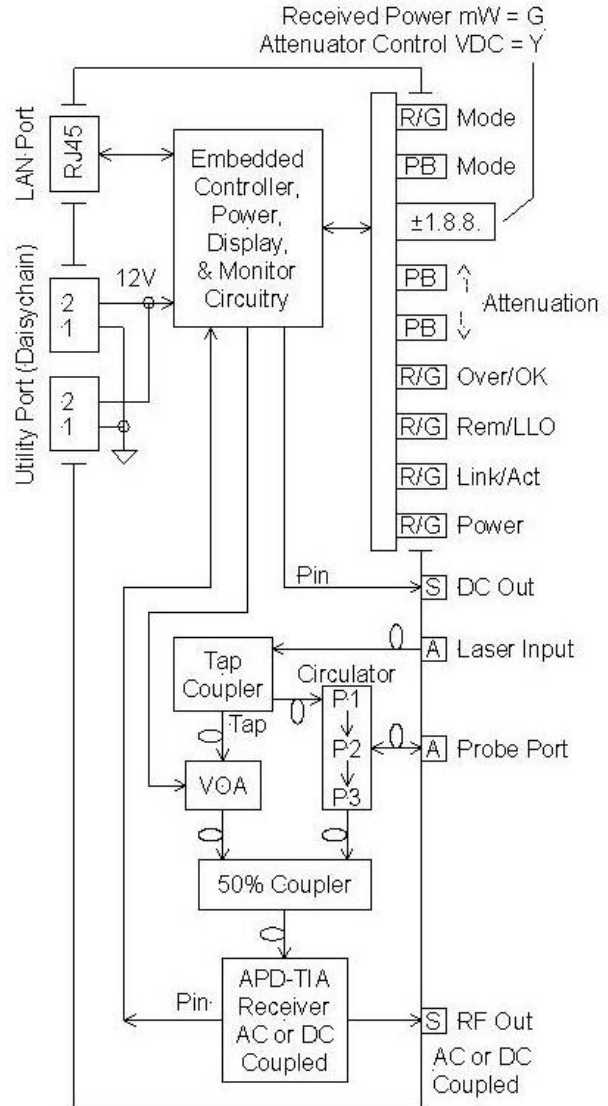 Received Power mW = G
Attenuator Control VDC = Y
LAN Port
RJ45
Embedded
Controller,
Power,
Display,
& Monitor
Circuitry
R/G Mode
PB Mode
±1.8.8.
PB
Attenuation
PB
R/G Over/OK
R/G Rem/LLO
R/G Link/Act
R/G Power
Utility Port (Daisychain)
12V
2
1
2
1
Pin
S DC Out
A Laser Input
Tap
Coupler
Circulator
P1
P2
P3
Tap
A Probe Port
VOA
50% Coupler
APD-TIA
Receiver
AC or DC
Coupled
Pin
S RF Out
AC or DC
Coupled